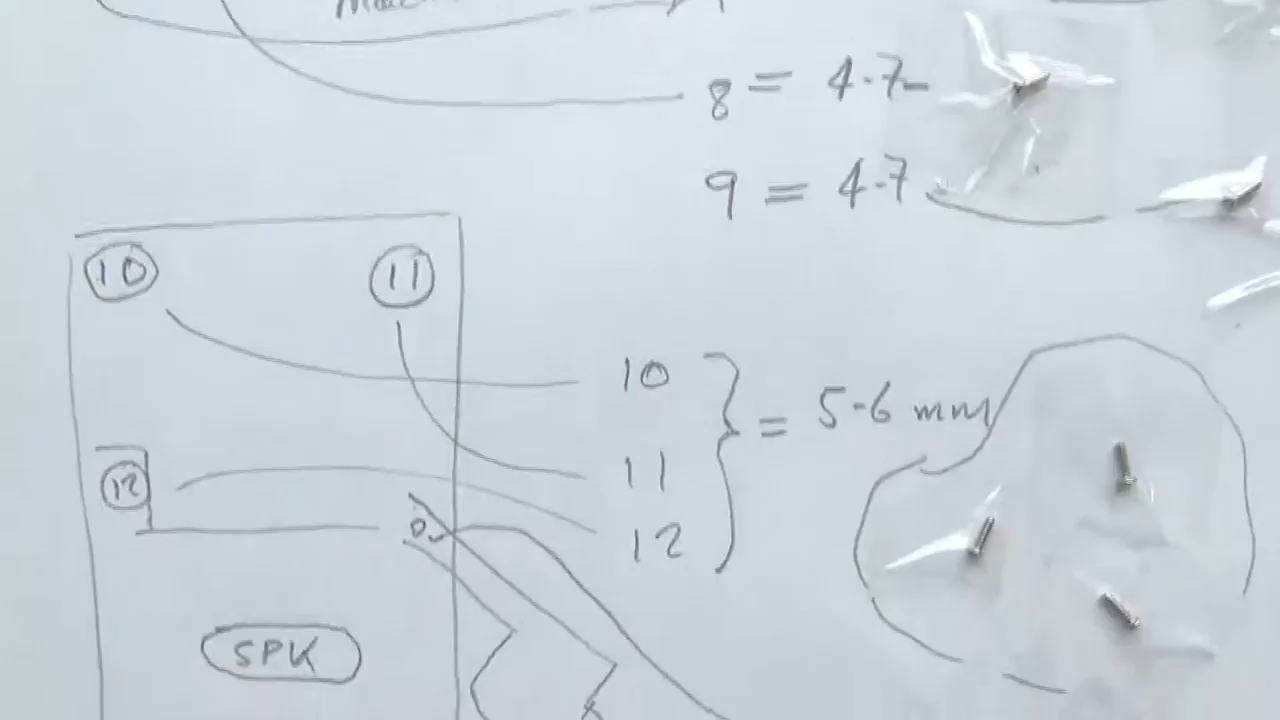 8 = 4.7
9 = 4.7
10 11
10
11 } = 5.6 mm
12
12
SPK